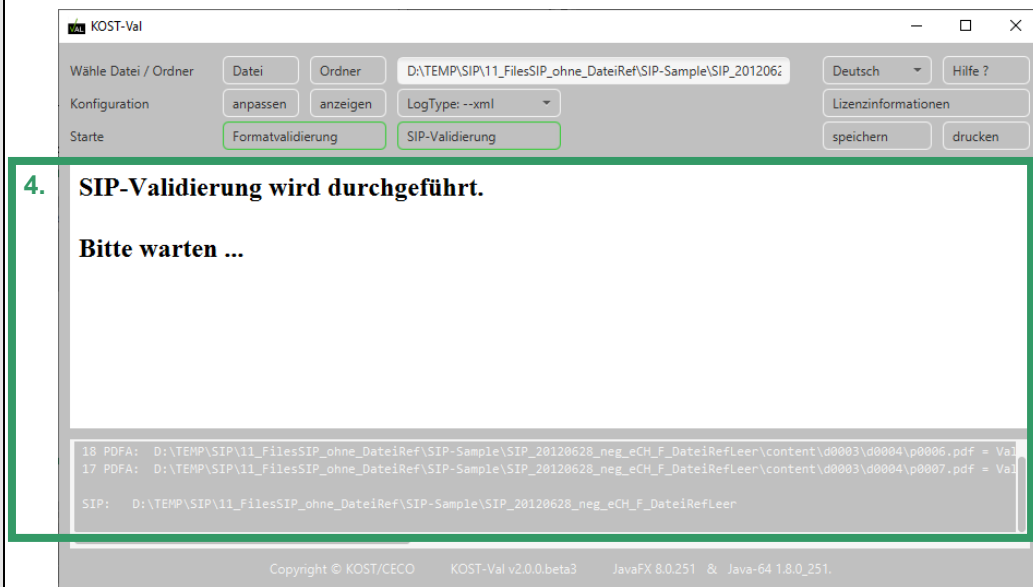 KOST-Val
Wähle Datei / Ordner Datei Ordner D:\TEMP\SIP\11_FilesSIP_ohne_DateiRef\SIP-Sample\SIP_2012062 Deutsch Hilfe ?
Konfiguration anpassen anzeigen LogType: --xml Lizenzinformationen
Starte Formatvalidierung SIP-Validierung speichern drucken
4. SIP-Validierung wird durchgeführt.
Bitte warten ...
18 PDFA: D:\TEMP\SIP\11_FilesSIP_ohne_DateiRef\SIP-Sample\SIP_20120628_neg_eCH_F_DateiRefLeer\content\d0003\d0004\p0006.pdf = Val
17 PDFA: D:\TEMP\SIP\11_FilesSIP_ohne_DateiRef\SIP-Sample\SIP_20120628_neg_eCH_F_DateiRefLeer\content\d0003\d0004\p0007.pdf = Val
SIP: D:\TEMP\SIP\11_FilesSIP_ohne_DateiRef\SIP-Sample\SIP_20120628_neg_eCH_F_DateiRefLeer
Copyright © KOST/CECO KOST-Val v2.0.0.beta3 JavaFX 8.0.251 & Java-64 1.8.0_251.